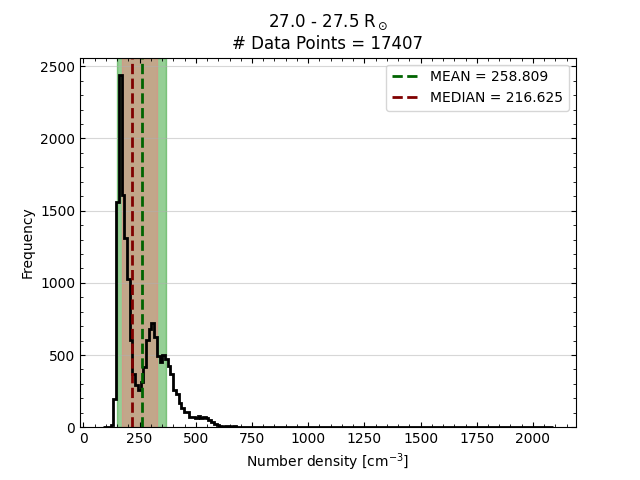 27.0 - 27.5 R⊙
# Data Points = 17407
MEAN = 258.809
MEDIAN = 216.625
2500
2000
1500
1000
500
0
Frequency
0 250 500 750 1000 1250 1500 1750 2000
Number density [cm⁻³]